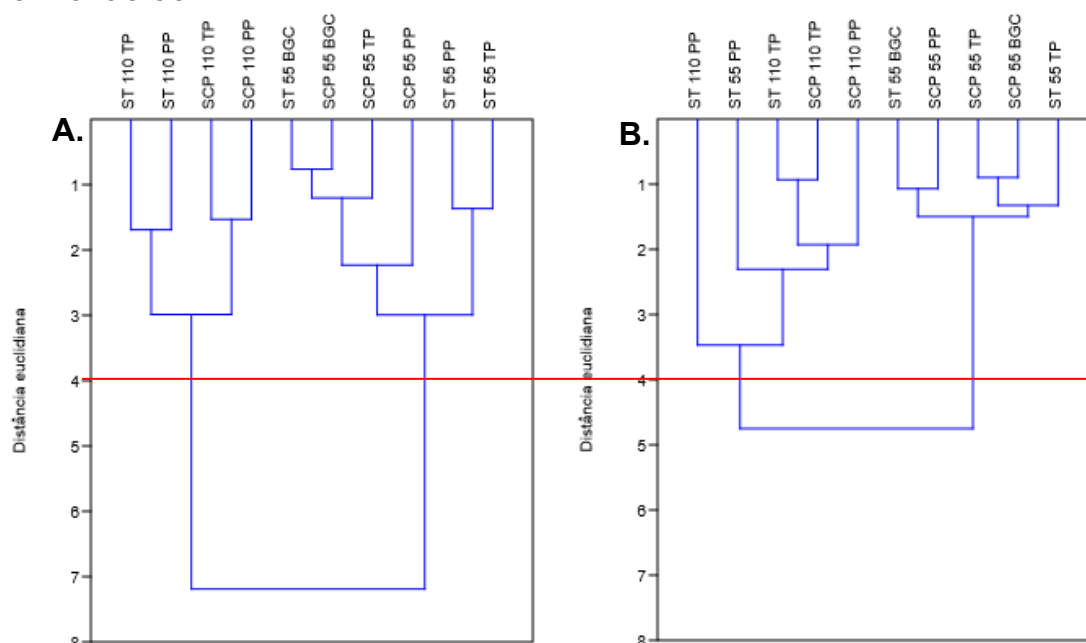 ST 110 TP
ST 110 PP
SCP 110 TP
SCP 110 PP
ST 55 BGC
SCP 55 BGC
SCP 55 TP
SCP 55 PP
ST 55 PP
ST 55 TP
A.
1
2
3
4
5
6
7
8
Distância euclidiana
ST 110 PP
ST 55 PP
ST 110 TP
SCP 110 TP
SCP 110 PP
ST 55 BGC
SCP 55 PP
SCP 55 TP
SCP 55 BGC
ST 55 TP
B.
1
2
3
4
5
6
7
8
Distância euclidiana